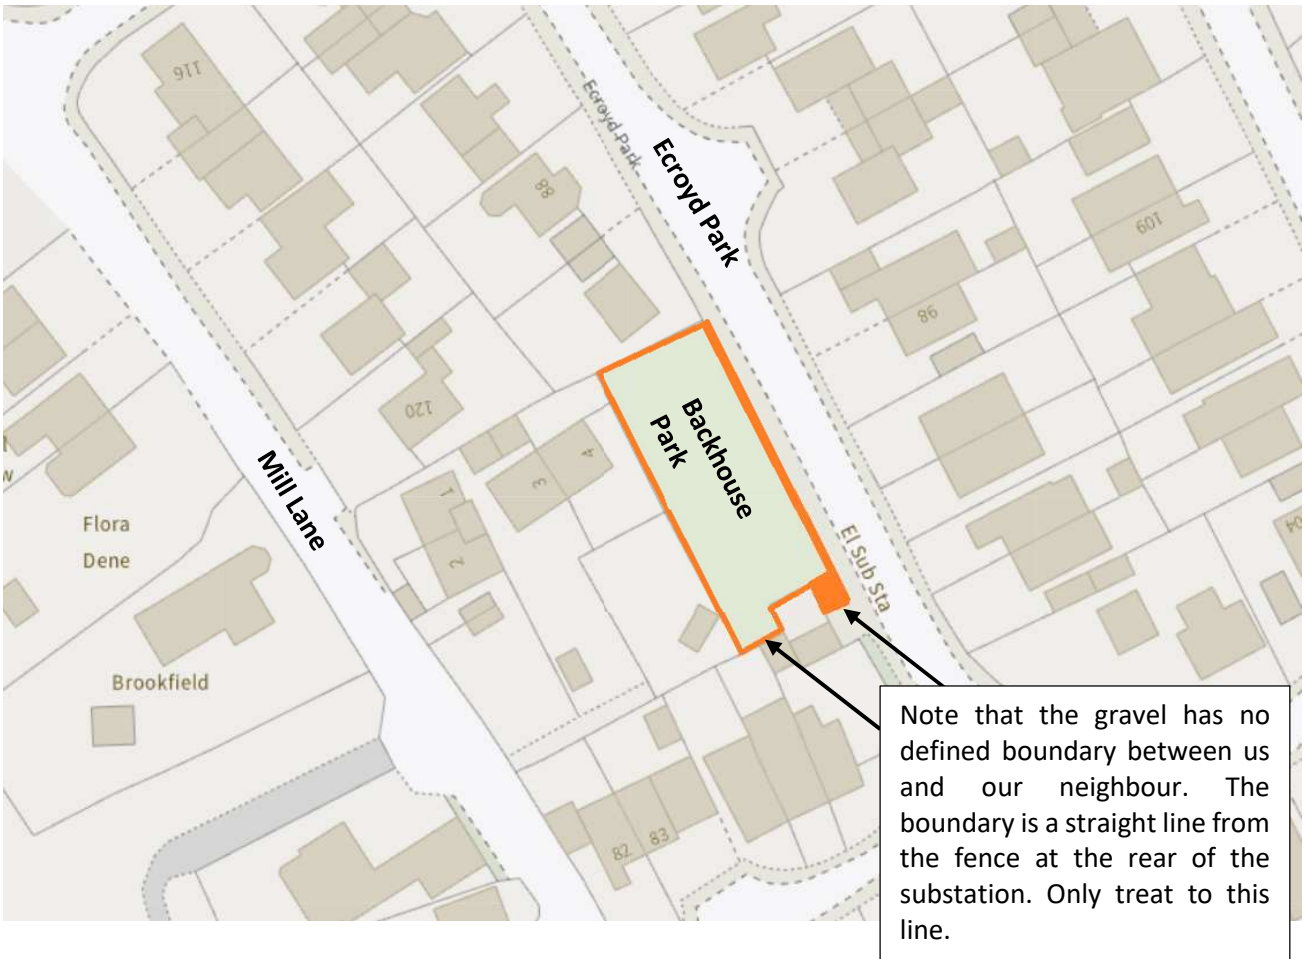 116
Ecroyd Park
Ecroyd Park
88
109
98
120
Backhouse
Park
4
3
1
2
Mill Lane
Flora
Dene
El Sub Sta
Brookfield
82
83
Note that the gravel has no
defined boundary between us
and our neighbour. The
boundary is a straight line from
the fence at the rear of the
substation. Only treat to this
line.